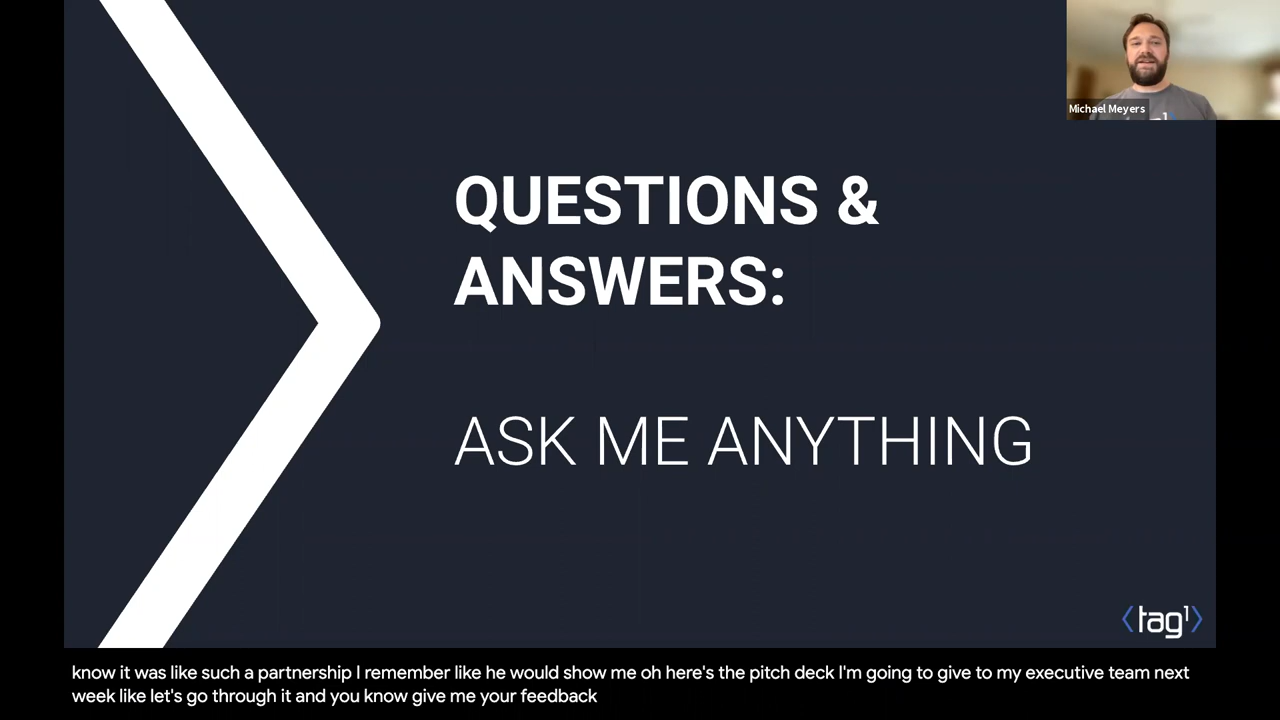 Michael Meyers
QUESTIONS &
ANSWERS:
ASK ME ANYTHING
tag1
know it was like such a partnership I remember like he would show me oh here's the pitch deck I'm going to give to my executive team next
week like let's go through it and you know give me your feedback